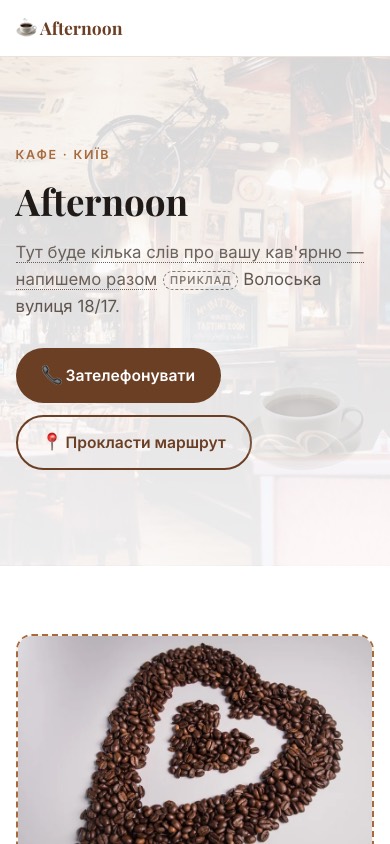 ☕ Afternoon
КАФЕ · КИЇВ
Afternoon
Тут буде кілька слів про вашу кав'ярню —
напишемо разом ПРИКЛАД Волоська
вулиця 18/17.
📞 Зателефонувати
📍 Прокласти маршрут